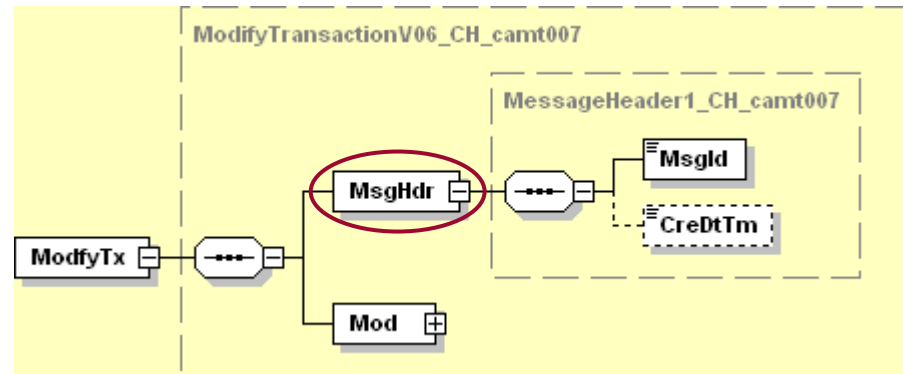 ModifyTransactionV06_CH_camt007
MessageHeader1_CH_camt007
MsgId
MsgHdr
CreDtTm
ModfyTx
Mod